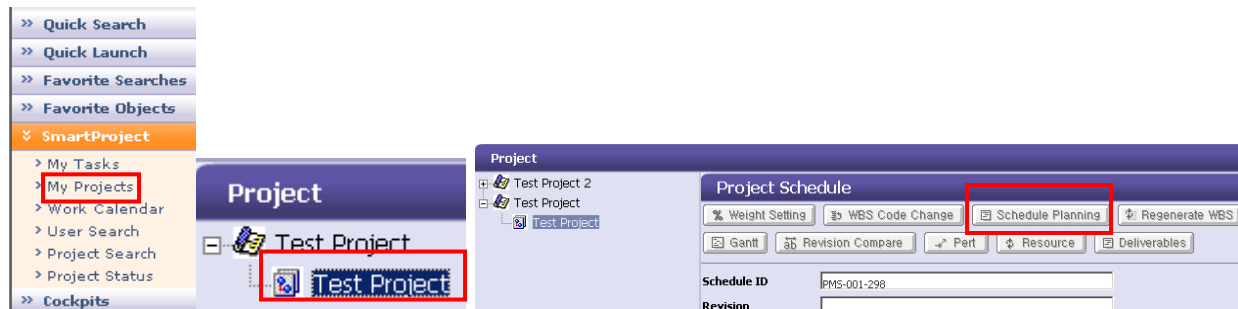 » Quick Search
» Quick Launch
» Favorite Searches
» Favorite Objects
SmartProject
> My Tasks
> My Projects
> Work Calendar
> User Search
> Project Search
> Project Status
» Cockpits
Project
Test Project
Test Project
Project
Test Project 2
Test Project
Test Project
Project Schedule
Weight Setting WBS Code Change Schedule Planning Regenerate WBS
Gantt Revision Compare Pert Resource Deliverables
Schedule ID PMS-001-298
Revision